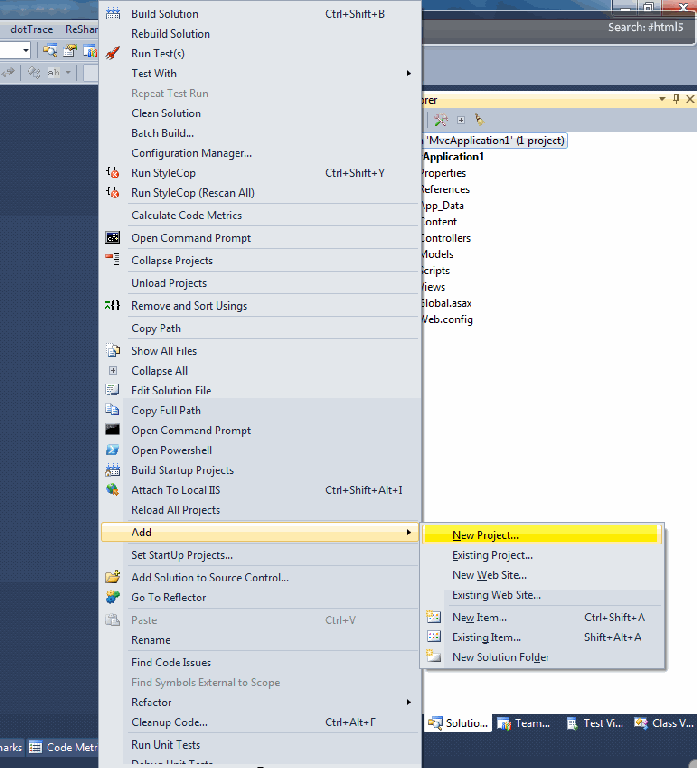 Build Solution Ctrl+Shift+B
dotTrace
Rebuild Solution
Search: #html5
Run Test(s)
Test With
Repeat Test Run
Clean Solution
Batch Build...
Configuration Manager...
Run StyleCop Ctrl+Shift+Y
Run StyleCop (Rescan All)
Calculate Code Metrics
Open Command Prompt
Collapse Projects
Unload Projects
Remove and Sort Usings
Copy Path
Show All Files
Collapse All
Edit Solution File
Copy Full Path
Open Command Prompt
Open Powershell
Build Startup Projects
Attach To Local IIS Ctrl+Shift+Alt+I
Reload All Projects
Add
Set StartUp Projects...
Add Solution to Source Control...
Go To Reflector
Paste Ctrl+V
Rename
Find Code Issues
Find Symbols External to Scope
Refactor
Cleanup Code... Ctrl+Alt+F
Run Unit Tests
Debug Unit Tests
'MvcApplication1' (1 project)
Application1
Properties
References
App_Data
Content
Controllers
Models
Scripts
Views
Global.asax
Web.config
New Project...
Existing Project...
New Web Site...
Existing Web Site...
New Item... Ctrl+Shift+A
Existing Item... Shift+Alt+A
New Solution Folder
Solutio... Team... Test Vi... Class V...
arks Code Metr